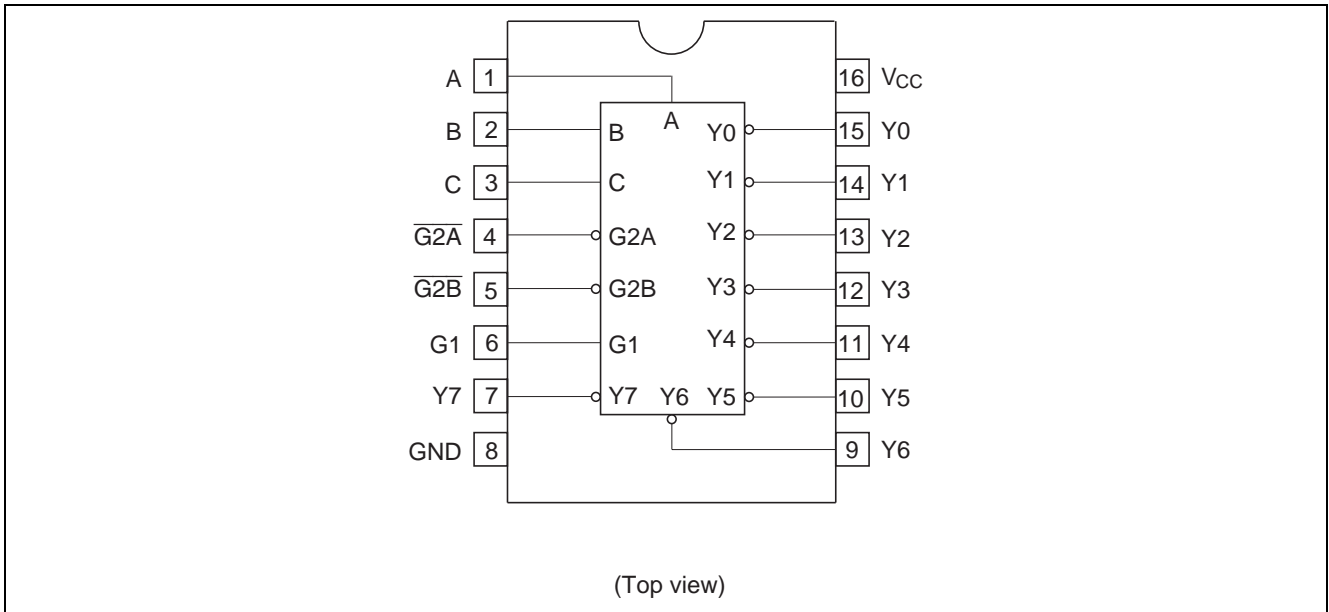 A 1 16 VCC
A
B 2 B Y0 15 Y0
C 3 C Y1 14 Y1
G2A 4 G2A Y2 13 Y2
G2B 5 G2B Y3 12 Y3
G1 6 G1 Y4 11 Y4
Y7 7 Y7 Y6 Y5 10 Y5
GND 8 9 Y6
(Top view)